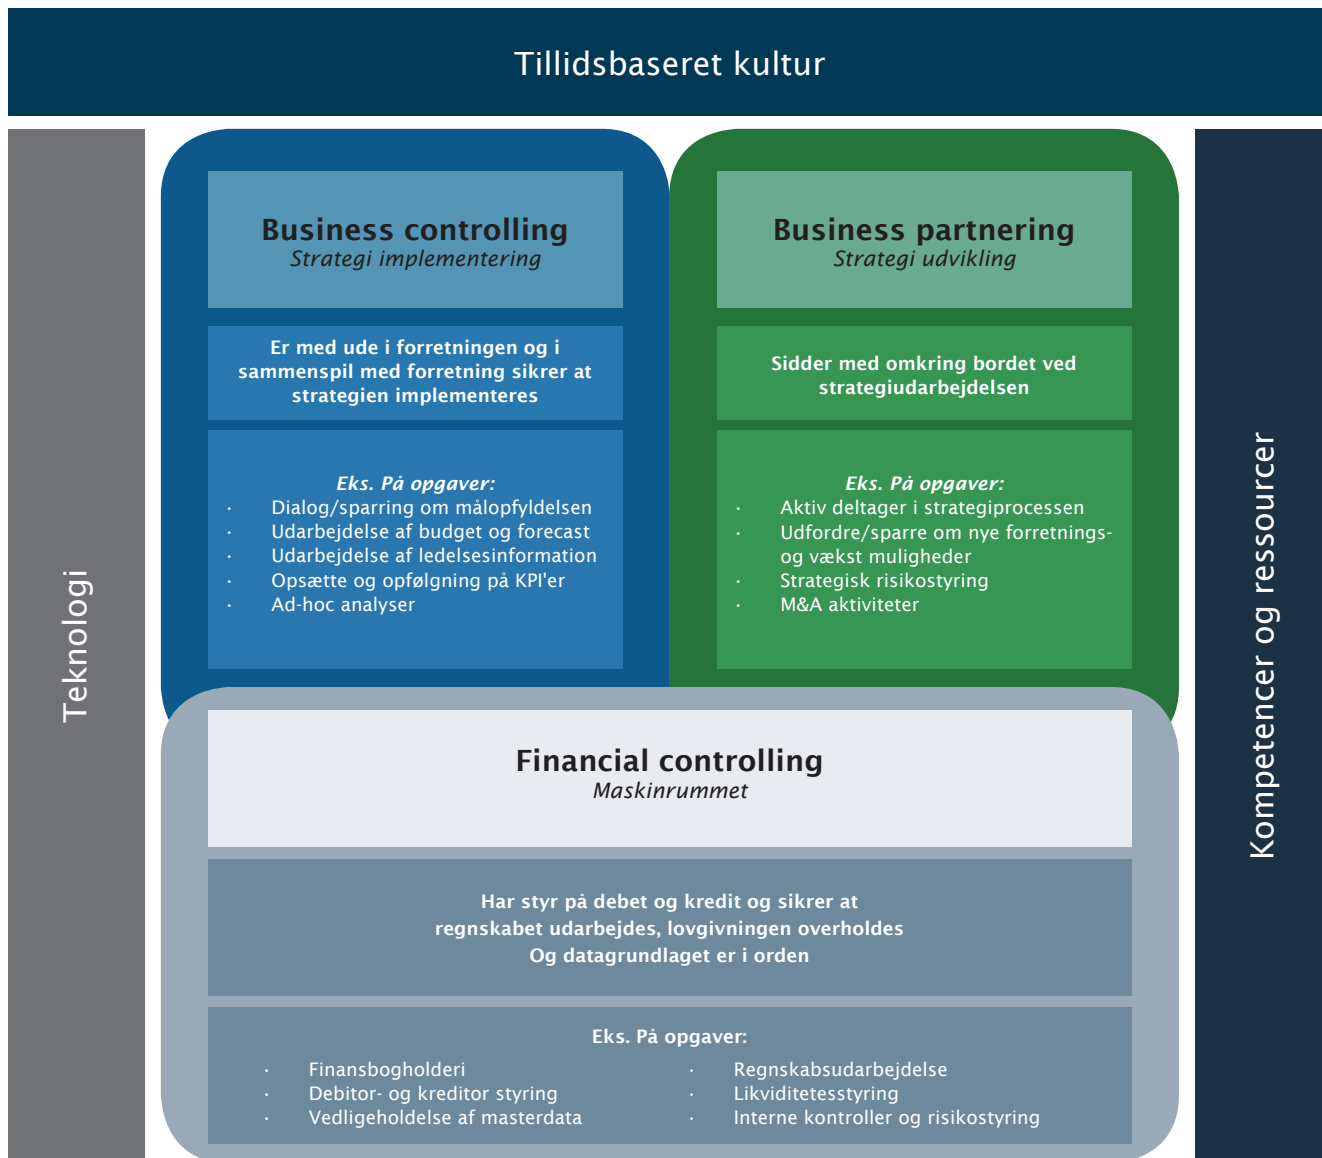 Tillidsbaseret kultur
Teknologi
Business controlling
Strategi implementering
Er med ude i forretningen og i
sammenspil med forretning sikrer at
strategien implementeres
Eks. På opgaver:
· Dialog/sparring om målopfyldelsen
· Udarbejdelse af budget og forecast
· Udarbejdelse af ledelsesinformation
· Opsætte og opfølgning på KPI'er
· Ad-hoc analyser
Business partnering
Strategi udvikling
Sidder med omkring bordet ved
strategiudarbejdelsen
Eks. På opgaver:
· Aktiv deltager i strategiprocessen
· Udfordre/sparre om nye forretnings-
og vækst muligheder
· Strategisk risikostyring
· M&A aktiviteter
Kompetencer og ressourcer
Financial controlling
Maskinrummet
Har styr på debet og kredit og sikrer at
regnskabet udarbejdes, lovgivningen overholdes
Og datagrundlaget er i orden
Eks. På opgaver:
· Finansbogholderi
· Debitor- og kreditor styring
· Vedligeholdelse af masterdata
· Regnskabsudarbejdelse
· Likviditetesstyring
· Interne kontroller og risikostyring